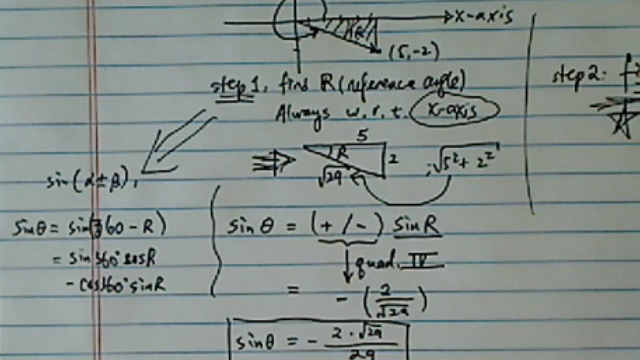 x-axis
R
(5,-2)
step 1, find R (reference angle)
Always w.r.t. x-axis
step 2:
5
R
2
√29
√5²+2²
sin(α±β),
sinθ = sin(360-R)
= sin360° cosR
- cos360° sinR
sinθ = (+/-) sinR
quad. IV
= -(2/√29)
sinθ = - 2·√29/29